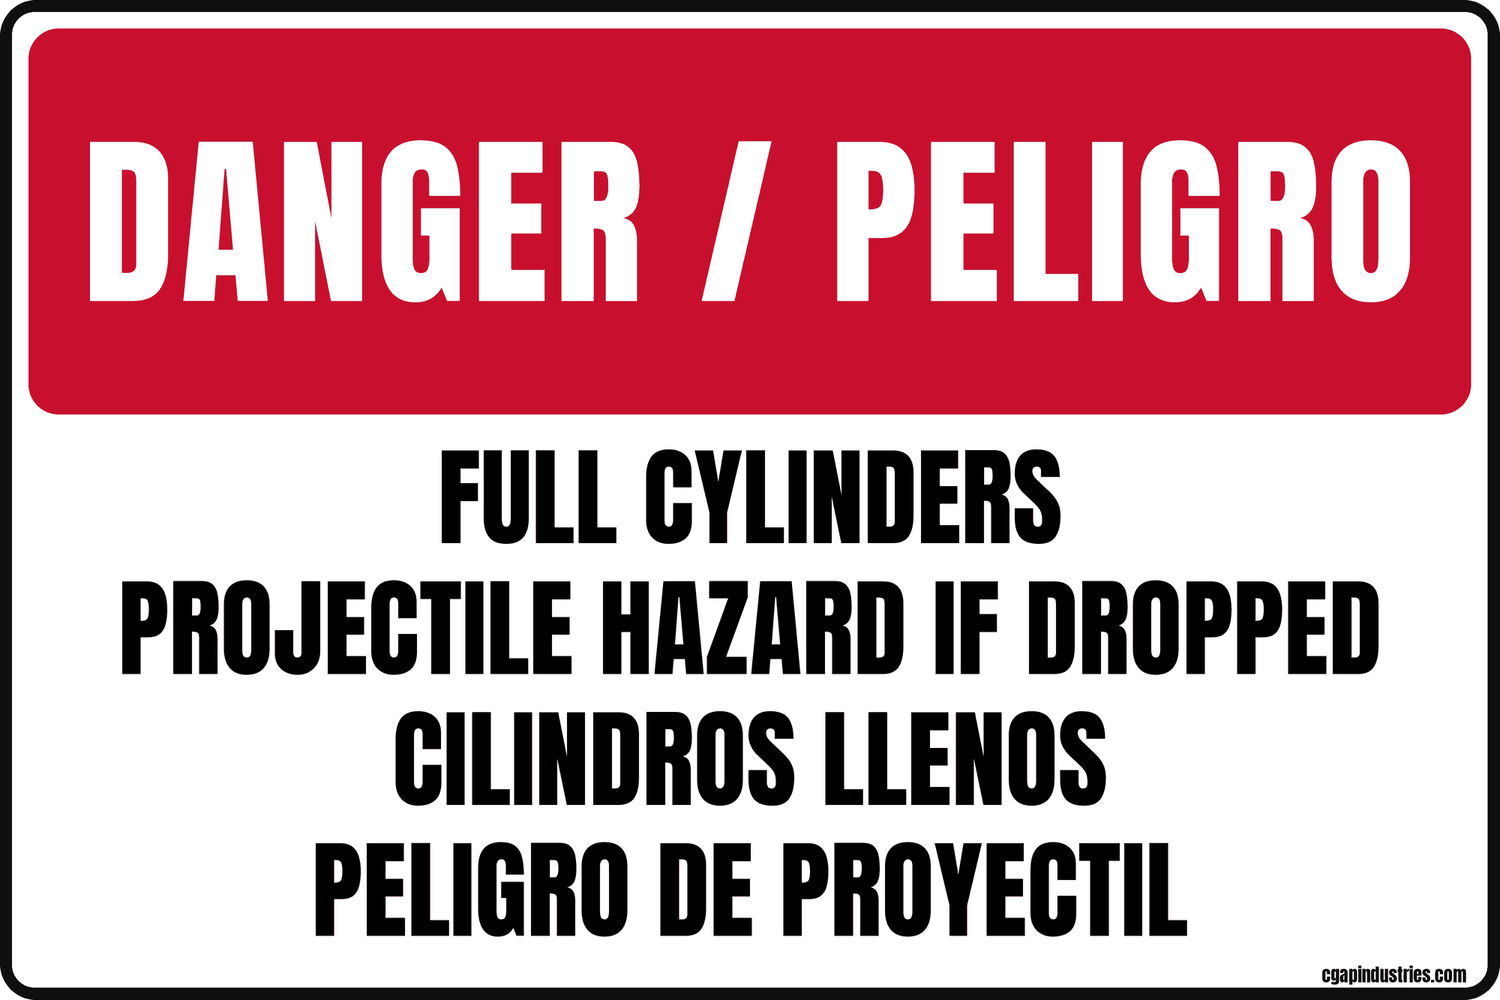 DANGER / PELIGRO
FULL CYLINDERS
PROJECTILE HAZARD IF DROPPED
CILINDROS LLENOS
PELIGRO DE PROYECTIL
cgapindustries.com